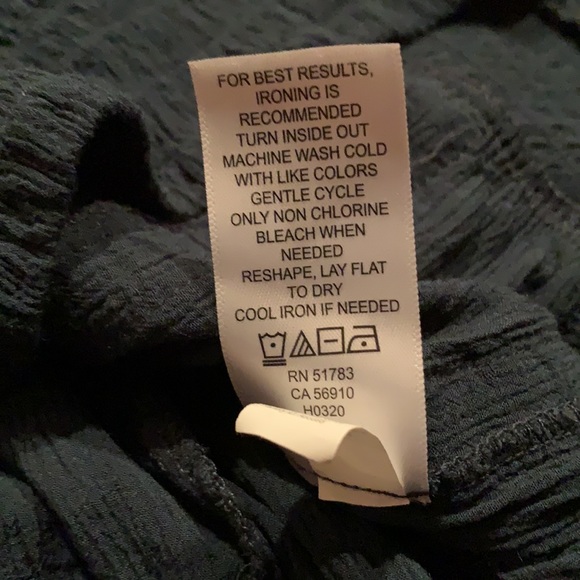 FOR BEST RESULTS,
IRONING IS
RECOMMENDED
TURN INSIDE OUT
MACHINE WASH COLD
WITH LIKE COLORS
GENTLE CYCLE
ONLY NON CHLORINE
BLEACH WHEN
NEEDED
RESHAPE, LAY FLAT
TO DRY
COOL IRON IF NEEDED
RN 51783
CA 56910
H0320